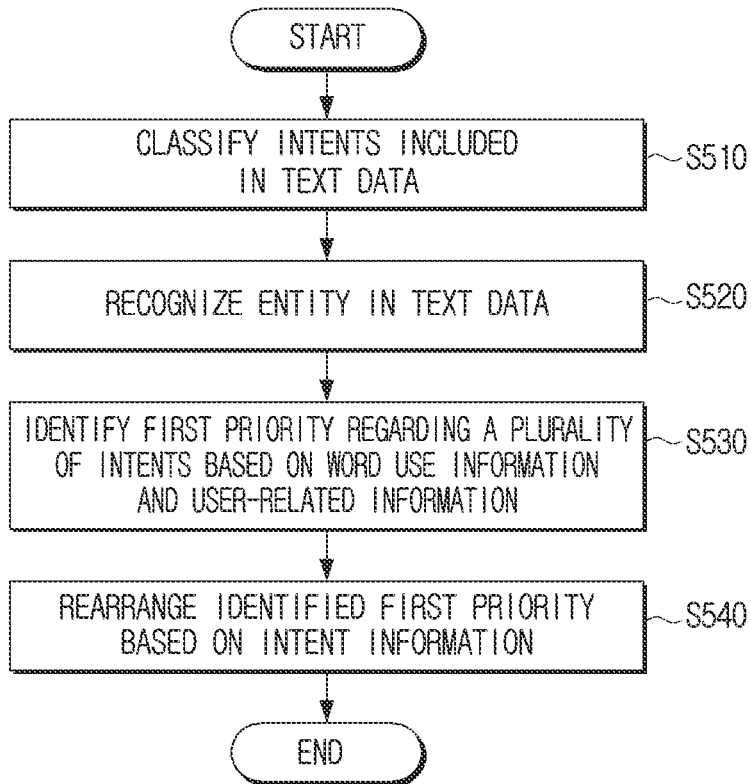 START
CLASSIFY INTENTS INCLUDED
IN TEXT DATA
S510
RECOGNIZE ENTITY IN TEXT DATA
S520
IDENTIFY FIRST PRIORITY REGARDING A PLURALITY
OF INTENTS BASED ON WORD USE INFORMATION
AND USER-RELATED INFORMATION
S530
REARRANGE IDENTIFIED FIRST PRIORITY
BASED ON INTENT INFORMATION
S540
END